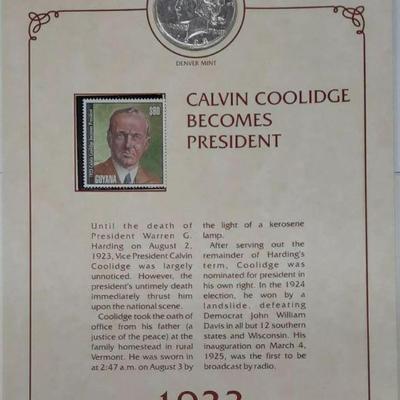 DENVER MINT
CALVIN COOLIDGE
BECOMES
PRESIDENT
$80
1923 Calvin Coolidge becomes President
GUYANA
Until the death of
President Warren G.
Harding on August 2,
1923, Vice President Calvin
Coolidge was largely
unnoticed. However, the
president's untimely death
immediately thrust him
upon the national scene.
Coolidge took the oath of
office from his father (a
justice of the peace) at the
family homestead in rural
Vermont. He was sworn in
at 2:47 a.m. on August 3 by
the light of a kerosene
lamp.
After serving out the
remainder of Harding's
term, Coolidge was
nominated for president in
his own right. In the 1924
election, he won by a
landslide, defeating
Democrat John William
Davis in all but 12 southern
states and Wisconsin. His
inauguration on March 4,
1925, was the first to be
broadcast by radio.
1923